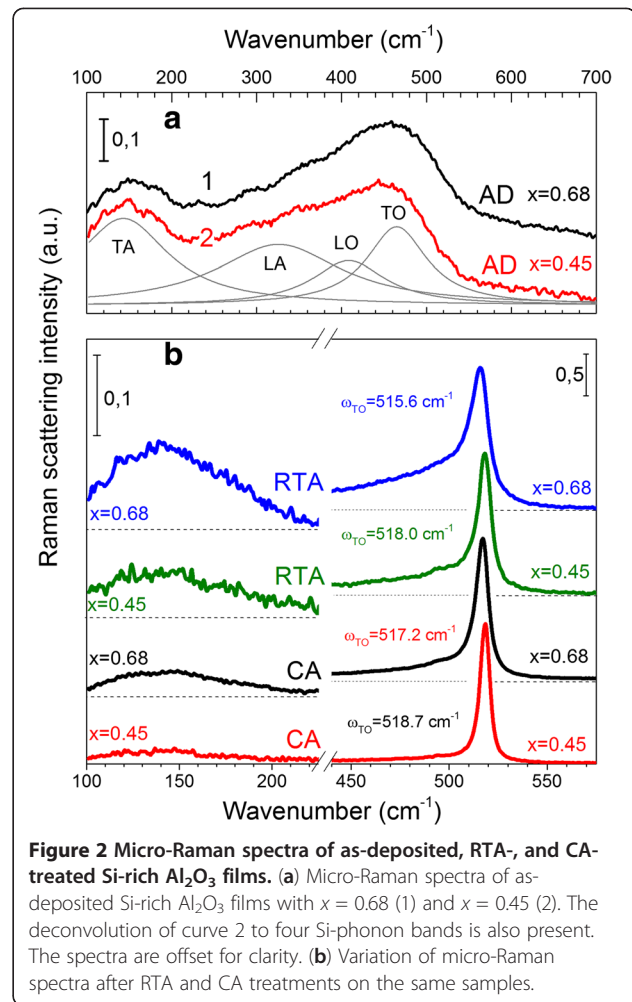 Wavenumber (cm⁻¹)
100 200 300 400 500 600 700
0,1
a
1
AD x=0.68
2
TO
TA
LA
LO
AD x=0.45
Raman scattering intensity (a.u.)
b
0,1
0,5
ωTO=515.6 cm⁻¹
x=0.68
RTA
x=0.68
ωTO=518.0 cm⁻¹
RTA
x=0.45
x=0.45
x=0.68
CA
ωTO=517.2 cm⁻¹
x=0.68
x=0.45
CA
ωTO=518.7 cm⁻¹
x=0.45
100 150 200 450 500 550
Wavenumber (cm⁻¹)
Figure 2 Micro-Raman spectra of as-deposited, RTA-, and CA-
treated Si-rich Al₂O₃ films. (a) Micro-Raman spectra of as-
deposited Si-rich Al₂O₃ films with x = 0.68 (1) and x = 0.45 (2). The
deconvolution of curve 2 to four Si-phonon bands is also present.
The spectra are offset for clarity. (b) Variation of micro-Raman
spectra after RTA and CA treatments on the same samples.